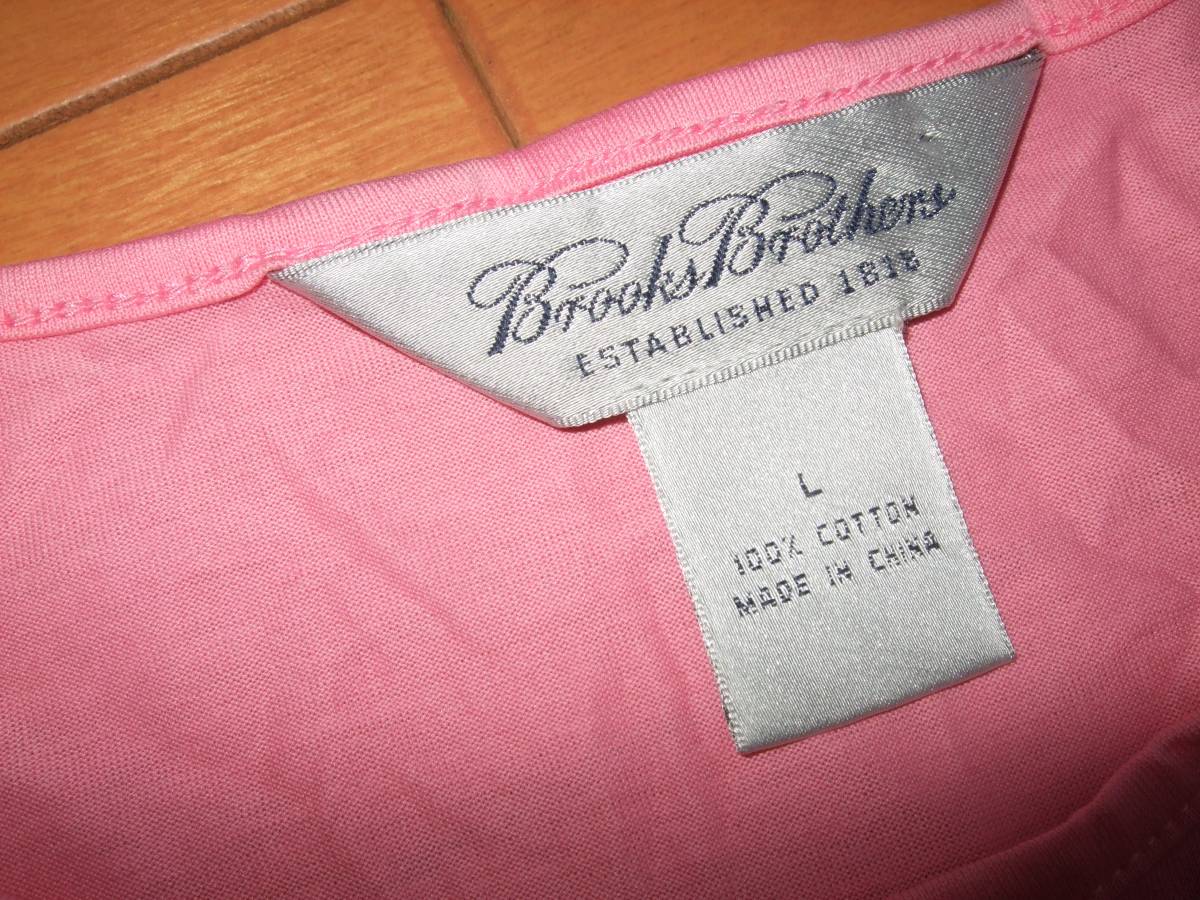 Brooks Brothers
ESTABLISHED 1818
L
100% COTTON
MADE IN CHINA